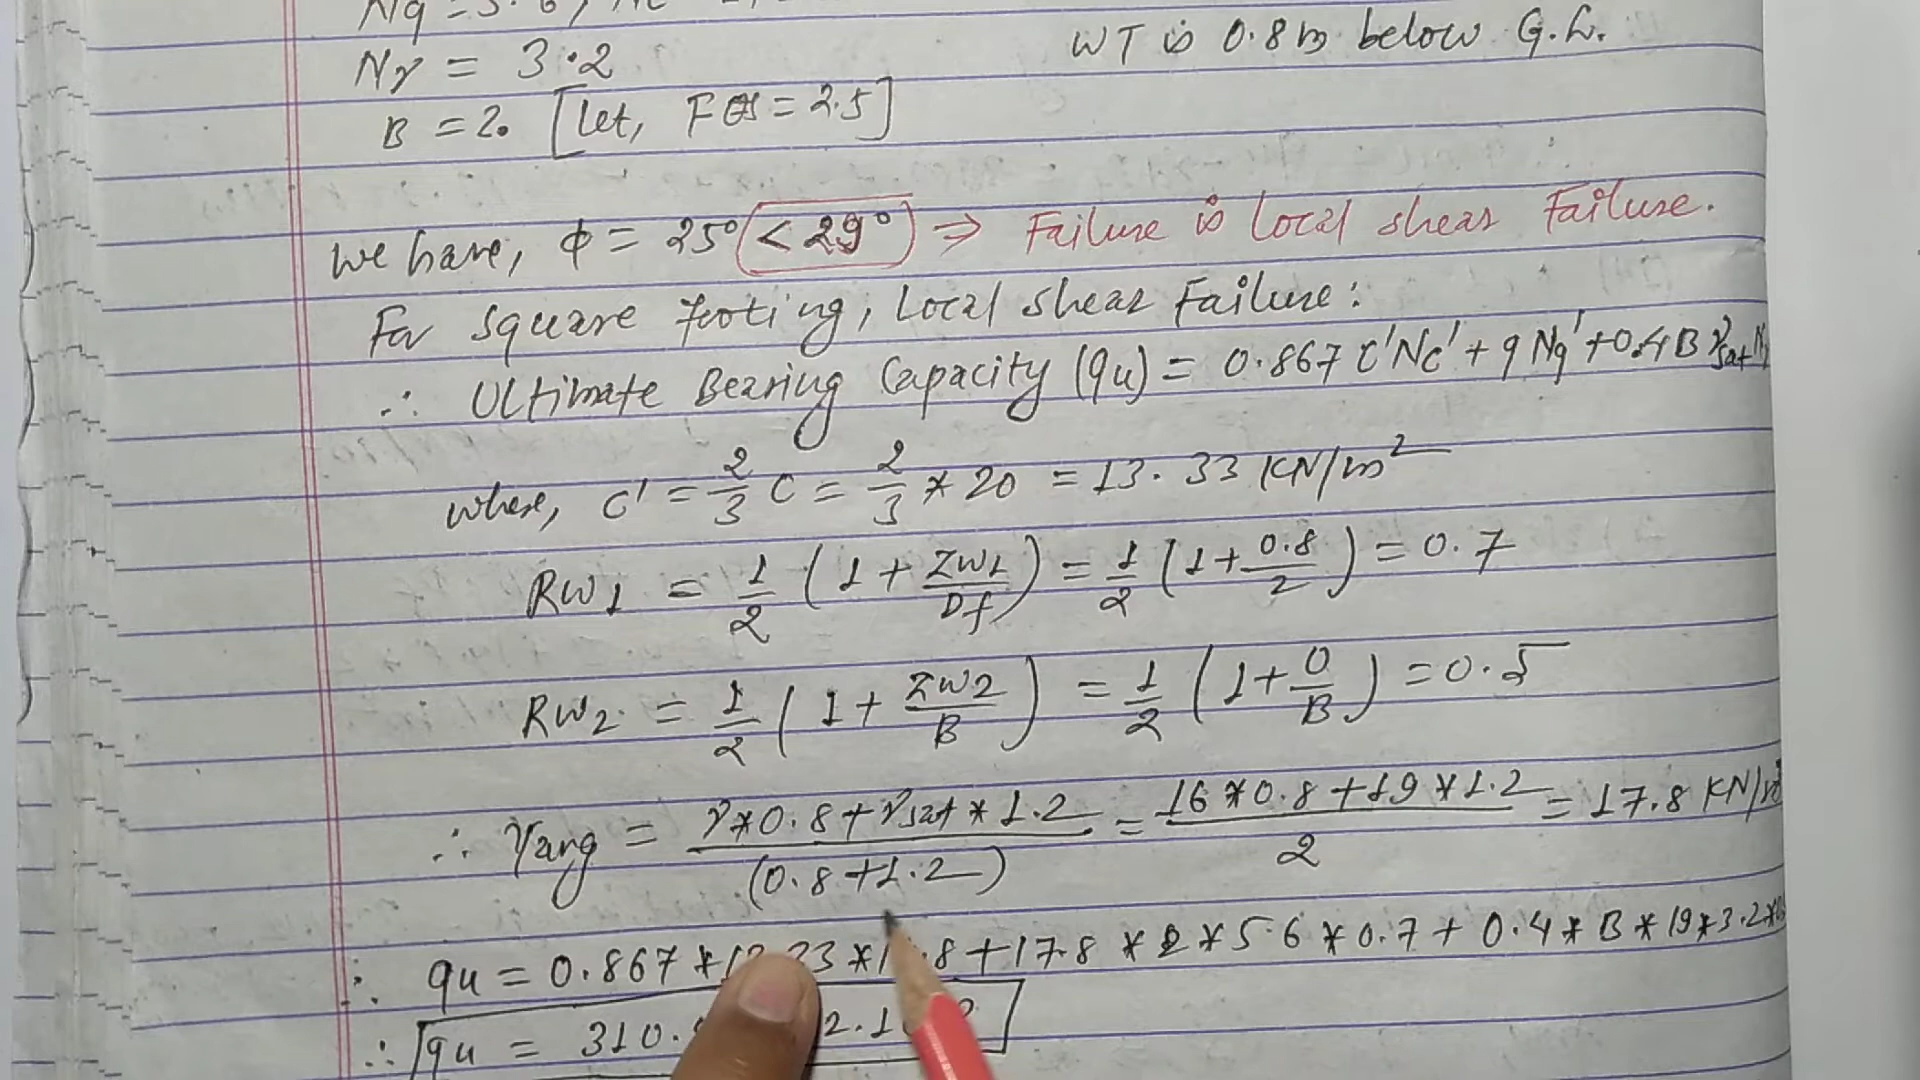 Nγ = 3.2
WT is 0.8m below G.L.
B = 2. [let, FOS = 2.5]
We have, φ = 25° < 29° ⇒ Failure is local shear Failure.
For square footing, Local shear Failure:
∴ Ultimate Bearing Capacity (qu) = 0.867 C'Nc' + q Nq' + 0.4 B γsat
where, C' = 2/3 C = 2/3 * 20 = 13.33 KN/m²
RW1 = 1/2 (1 + ZW1/Df) = 1/2 (1 + 0.8/2) = 0.7
RW2 = 1/2 (1 + ZW2/B) = 1/2 (1 + 0/B) = 0.5
∴ γavg = γ*0.8 + γsat * 1.2 / (0.8 + 1.2) = 16*0.8 + 19*1.2 / 2 = 17.8 KN/
∴ qu = 0.867 * .8 + 17.8 * 2 * 5.6 * 0.7 + 0.4 * B * 19 * 3.2 *
∴ qu = 310.